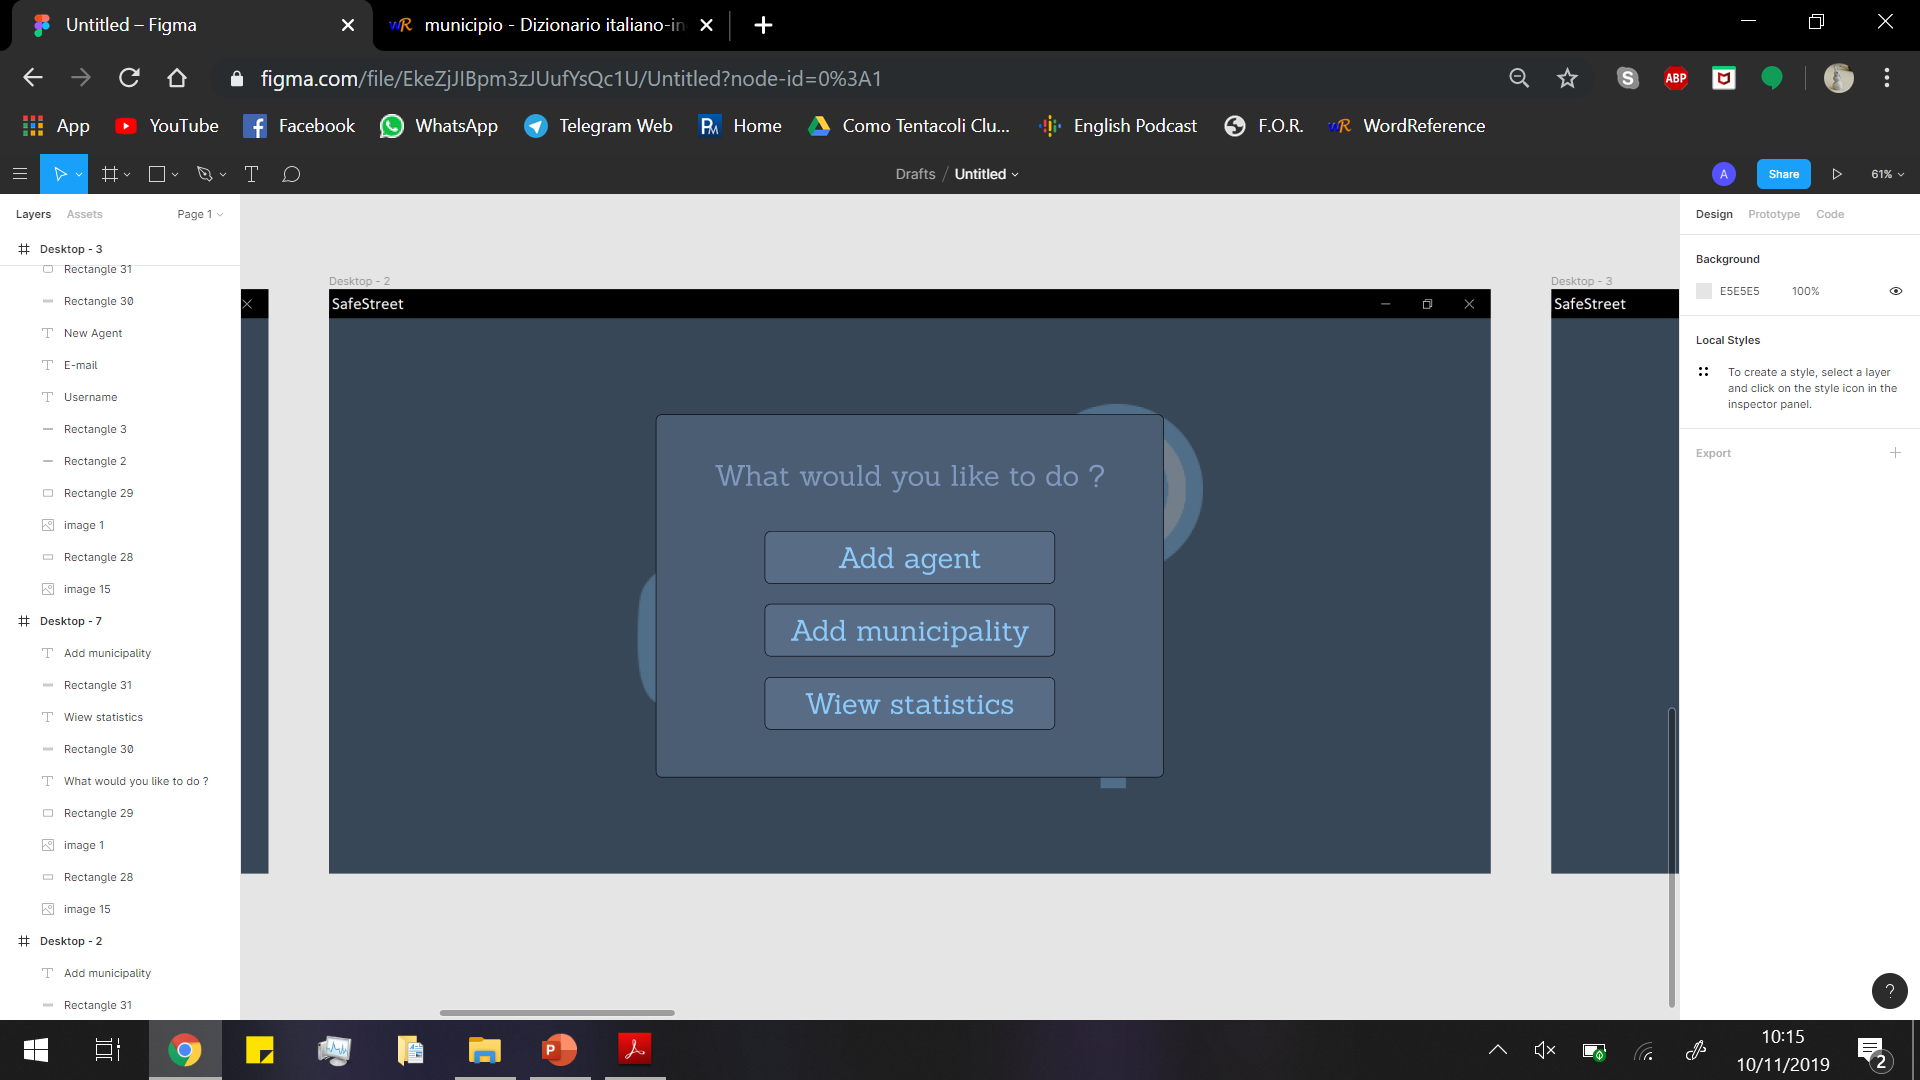 Untitled – Figma
municipio - Dizionario italiano-in
figma.com/file/EkeZjJIBpm3zJUufYsQc1U/Untitled?node-id=0%3A1
App
YouTube
Facebook
WhatsApp
Telegram Web
Home
Como Tentacoli Clu...
English Podcast
F.O.R.
WordReference
Drafts / Untitled
A
Share
61%
Layers
Assets
Page 1
Desktop - 3
Rectangle 31
Rectangle 30
New Agent
E-mail
Username
Rectangle 3
Rectangle 2
Rectangle 29
image 1
Rectangle 28
image 15
Desktop - 7
Add municipality
Rectangle 31
Wiew statistics
Rectangle 30
What would you like to do ?
Rectangle 29
image 1
Rectangle 28
image 15
Desktop - 2
Add municipality
Rectangle 31
Desktop - 2
SafeStreet
What would you like to do ?
Add agent
Add municipality
Wiew statistics
Desktop - 3
SafeStreet
Design
Prototype
Code
Background
E5E5E5
100%
Local Styles
To create a style, select a layer
and click on the style icon in the
inspector panel.
Export
?
10:15
10/11/2019
2
ABP